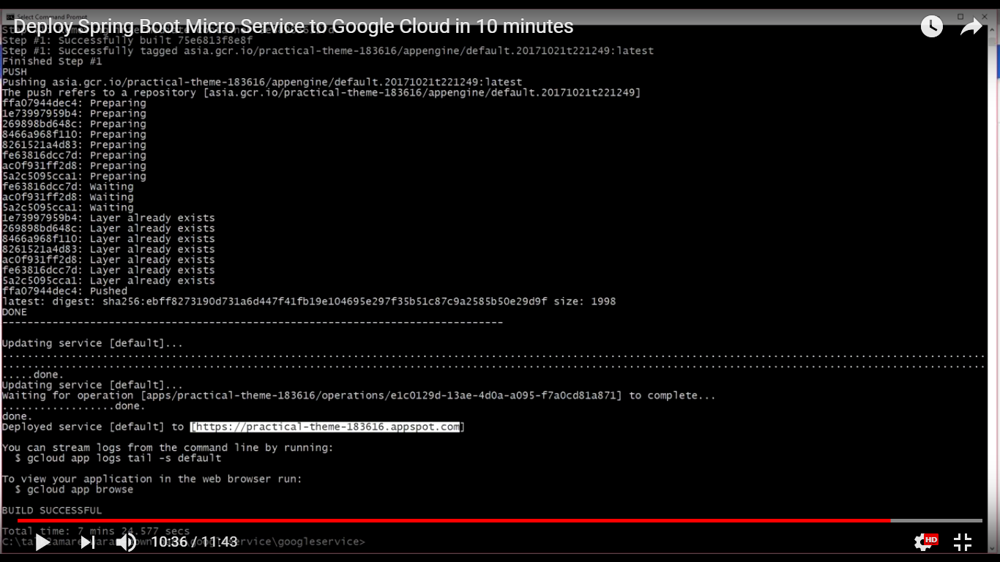 Select Command Prompt
Deploy Spring Boot Micro Service to Google Cloud in 10 minutes
Step #1: Successfully built 75e6813f8e8f
Step #1: Successfully tagged asia.gcr.io/practical-theme-183616/appengine/default.20171021t221249:latest
Finished Step #1
PUSH
Pushing asia.gcr.io/practical-theme-183616/appengine/default.20171021t221249:latest
The push refers to a repository [asia.gcr.io/practical-theme-183616/appengine/default.20171021t221249]
ffa07944dec4: Preparing
1e73997959b4: Preparing
269898bd648c: Preparing
8466a968f110: Preparing
8261521a4d83: Preparing
fe63816dcc7d: Preparing
ac0f931ff2d8: Preparing
5a2c5095cca1: Preparing
fe63816dcc7d: Waiting
ac0f931ff2d8: Waiting
5a2c5095cca1: Waiting
1e73997959b4: Layer already exists
269898bd648c: Layer already exists
8466a968f110: Layer already exists
8261521a4d83: Layer already exists
ac0f931ff2d8: Layer already exists
fe63816dcc7d: Layer already exists
5a2c5095cca1: Layer already exists
ffa07944dec4: Pushed
latest: digest: sha256:ebff8273190d731a6d447f41fb19e104695e297f35b51c87c9a2585b50e29d9f size: 1998
DONE
--------------------------------------------------------------------------------
Updating service [default]...
.............................................................................................................................................................
.............................................................................................................................................................
.....done.
Updating service [default]...
Waiting for operation [apps/practical-theme-183616/operations/e1c0129d-13ae-4d0a-a095-f7a0cd81a871] to complete...
..................done.
done.
Deployed service [default] to [https://practical-theme-183616.appspot.com]
You can stream logs from the command line by running:
$ gcloud app logs tail -s default
To view your application in the web browser run:
$ gcloud app browse
BUILD SUCCESSFUL
Total time: 7 mins 24.577 secs
10:36 / 11:43
HD